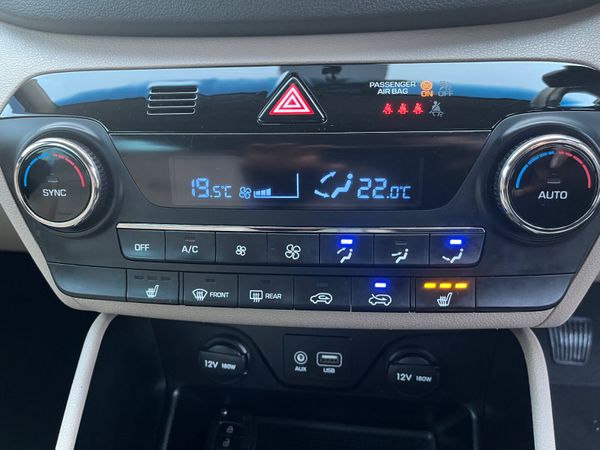 PASSENGER
AIR BAG ON OFF
SYNC
19.5°C
22.0°C
AUTO
OFF
A/C
FRONT
REAR
12V 180W
AUX
USB
12V 180W